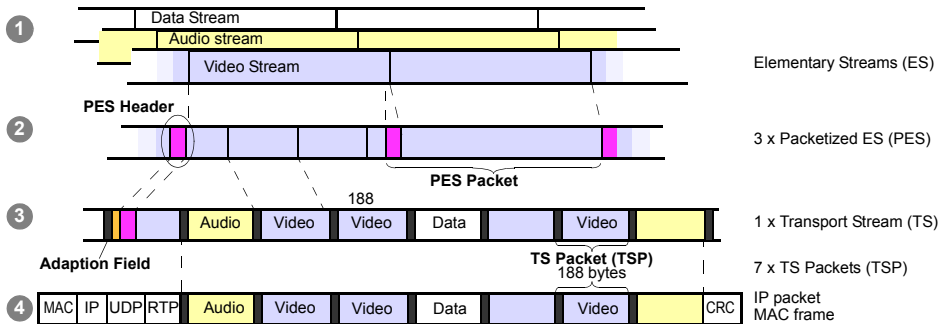 1
Data Stream
Audio stream
Video Stream
Elementary Streams (ES)
PES Header
2
3 x Packetized ES (PES)
PES Packet
188
3
Audio
Video
Video
Data
Video
1 x Transport Stream (TS)
Adaption Field
TS Packet (TSP)
188 bytes
7 x TS Packets (TSP)
4
MAC
IP
UDP
RTP
Audio
Video
Video
Data
Video
CRC
IP packet
MAC frame